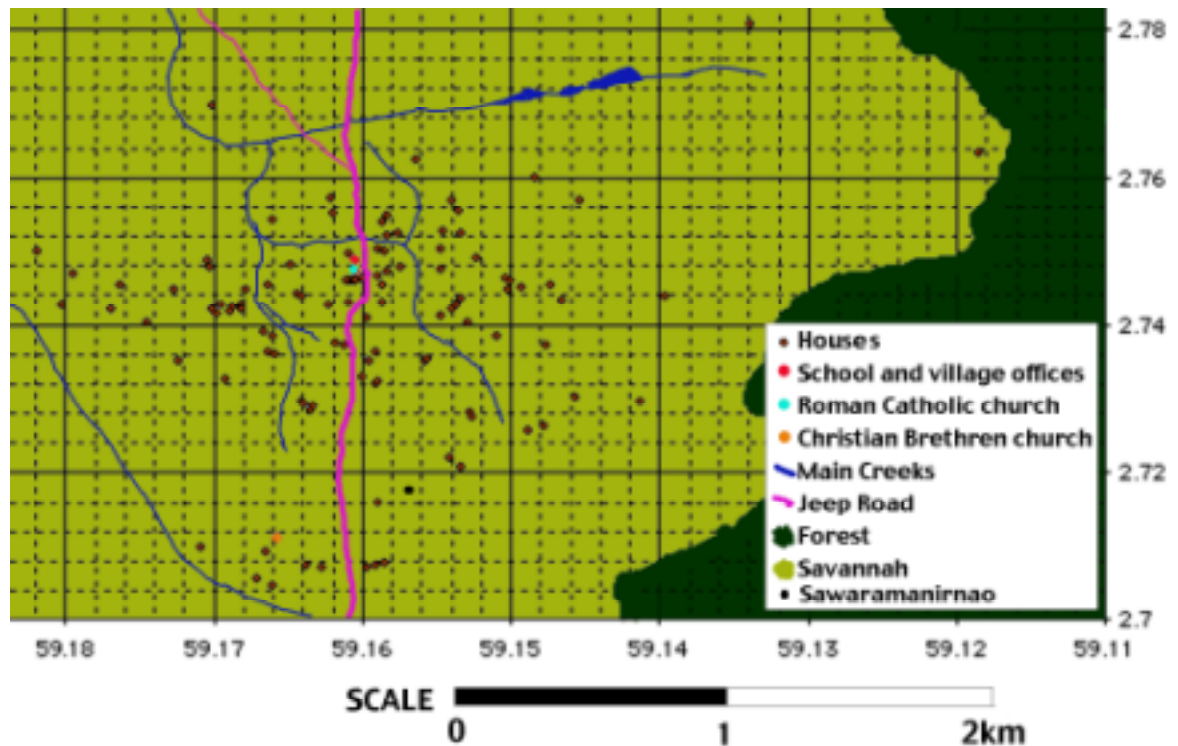 2.78
2.76
2.74
Houses
School and village offices
Roman Catholic church
Christian Brethren church
Main Creeks
2.72
Jeep Road
Forest
Savannah
Sawaramanirnao
2.7
59.18 59.17 59.16 59.15 59.14 59.13 59.12 59.11
SCALE
0 1 2km